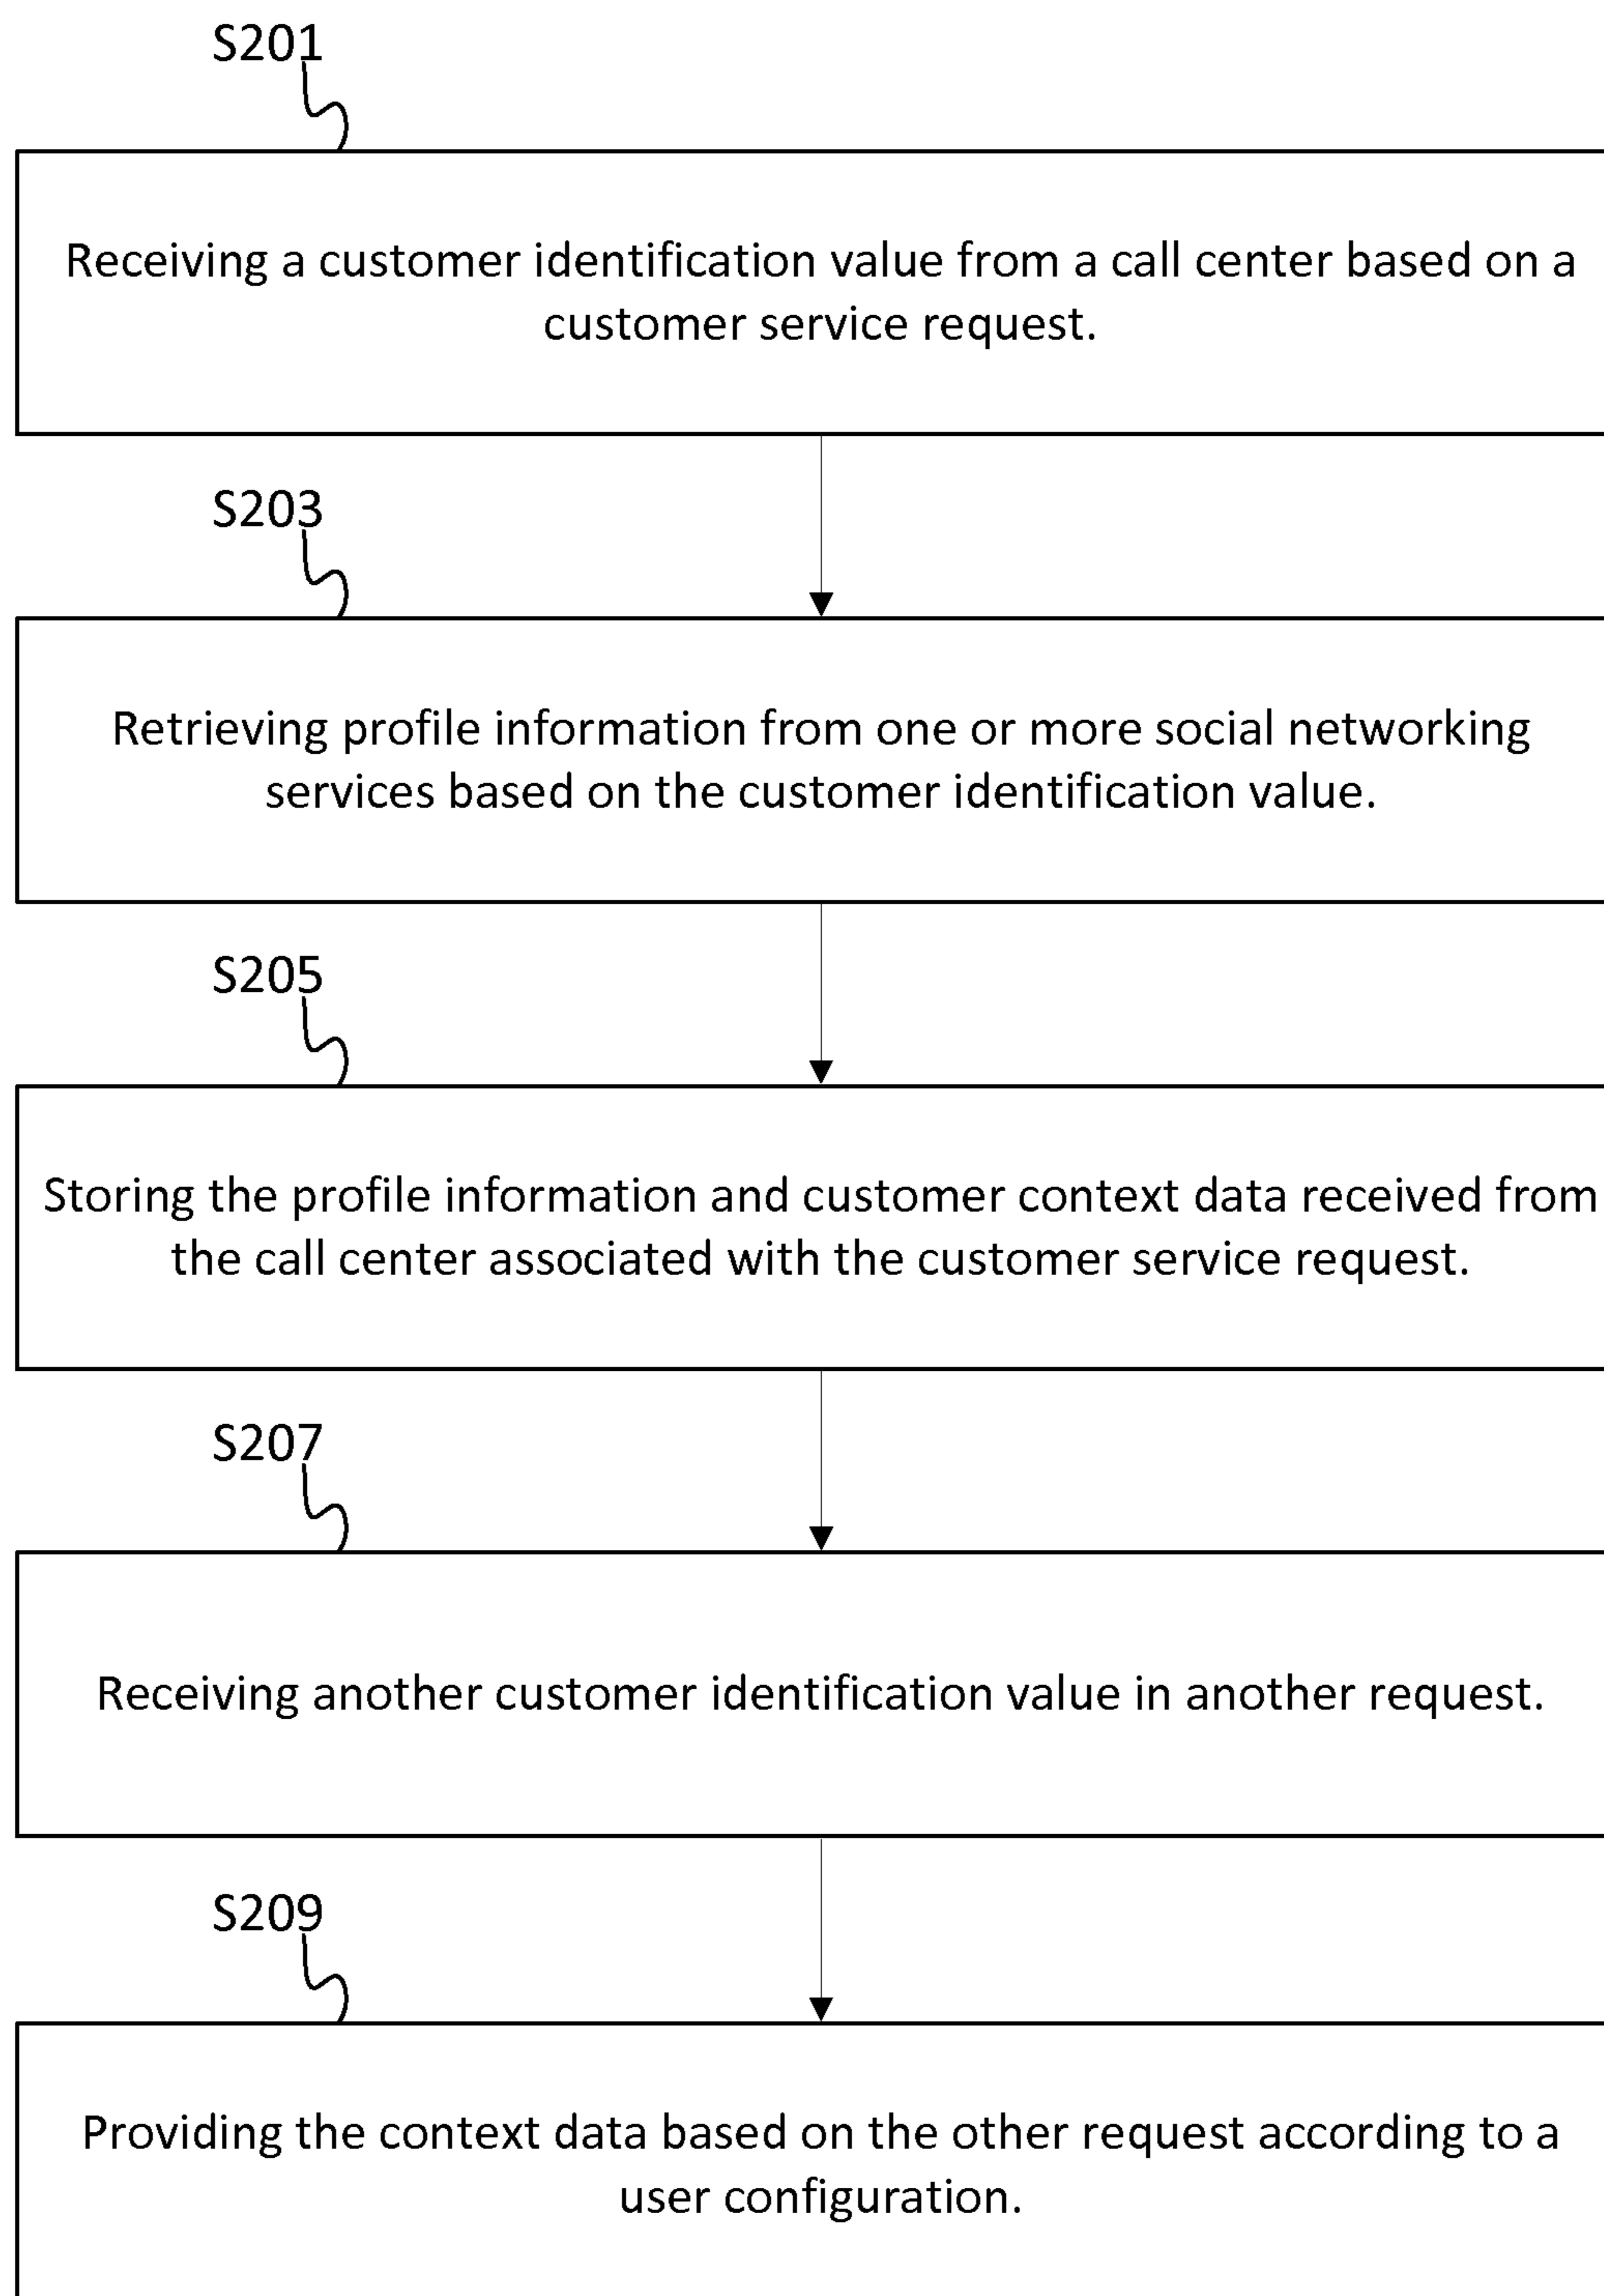 S201
Receiving a customer identification value from a call center based on a
customer service request.
S203
Retrieving profile information from one or more social networking
services based on the customer identification value.
S205
Storing the profile information and customer context data received from
the call center associated with the customer service request.
S207
Receiving another customer identification value in another request.
S209
Providing the context data based on the other request according to a
user configuration.